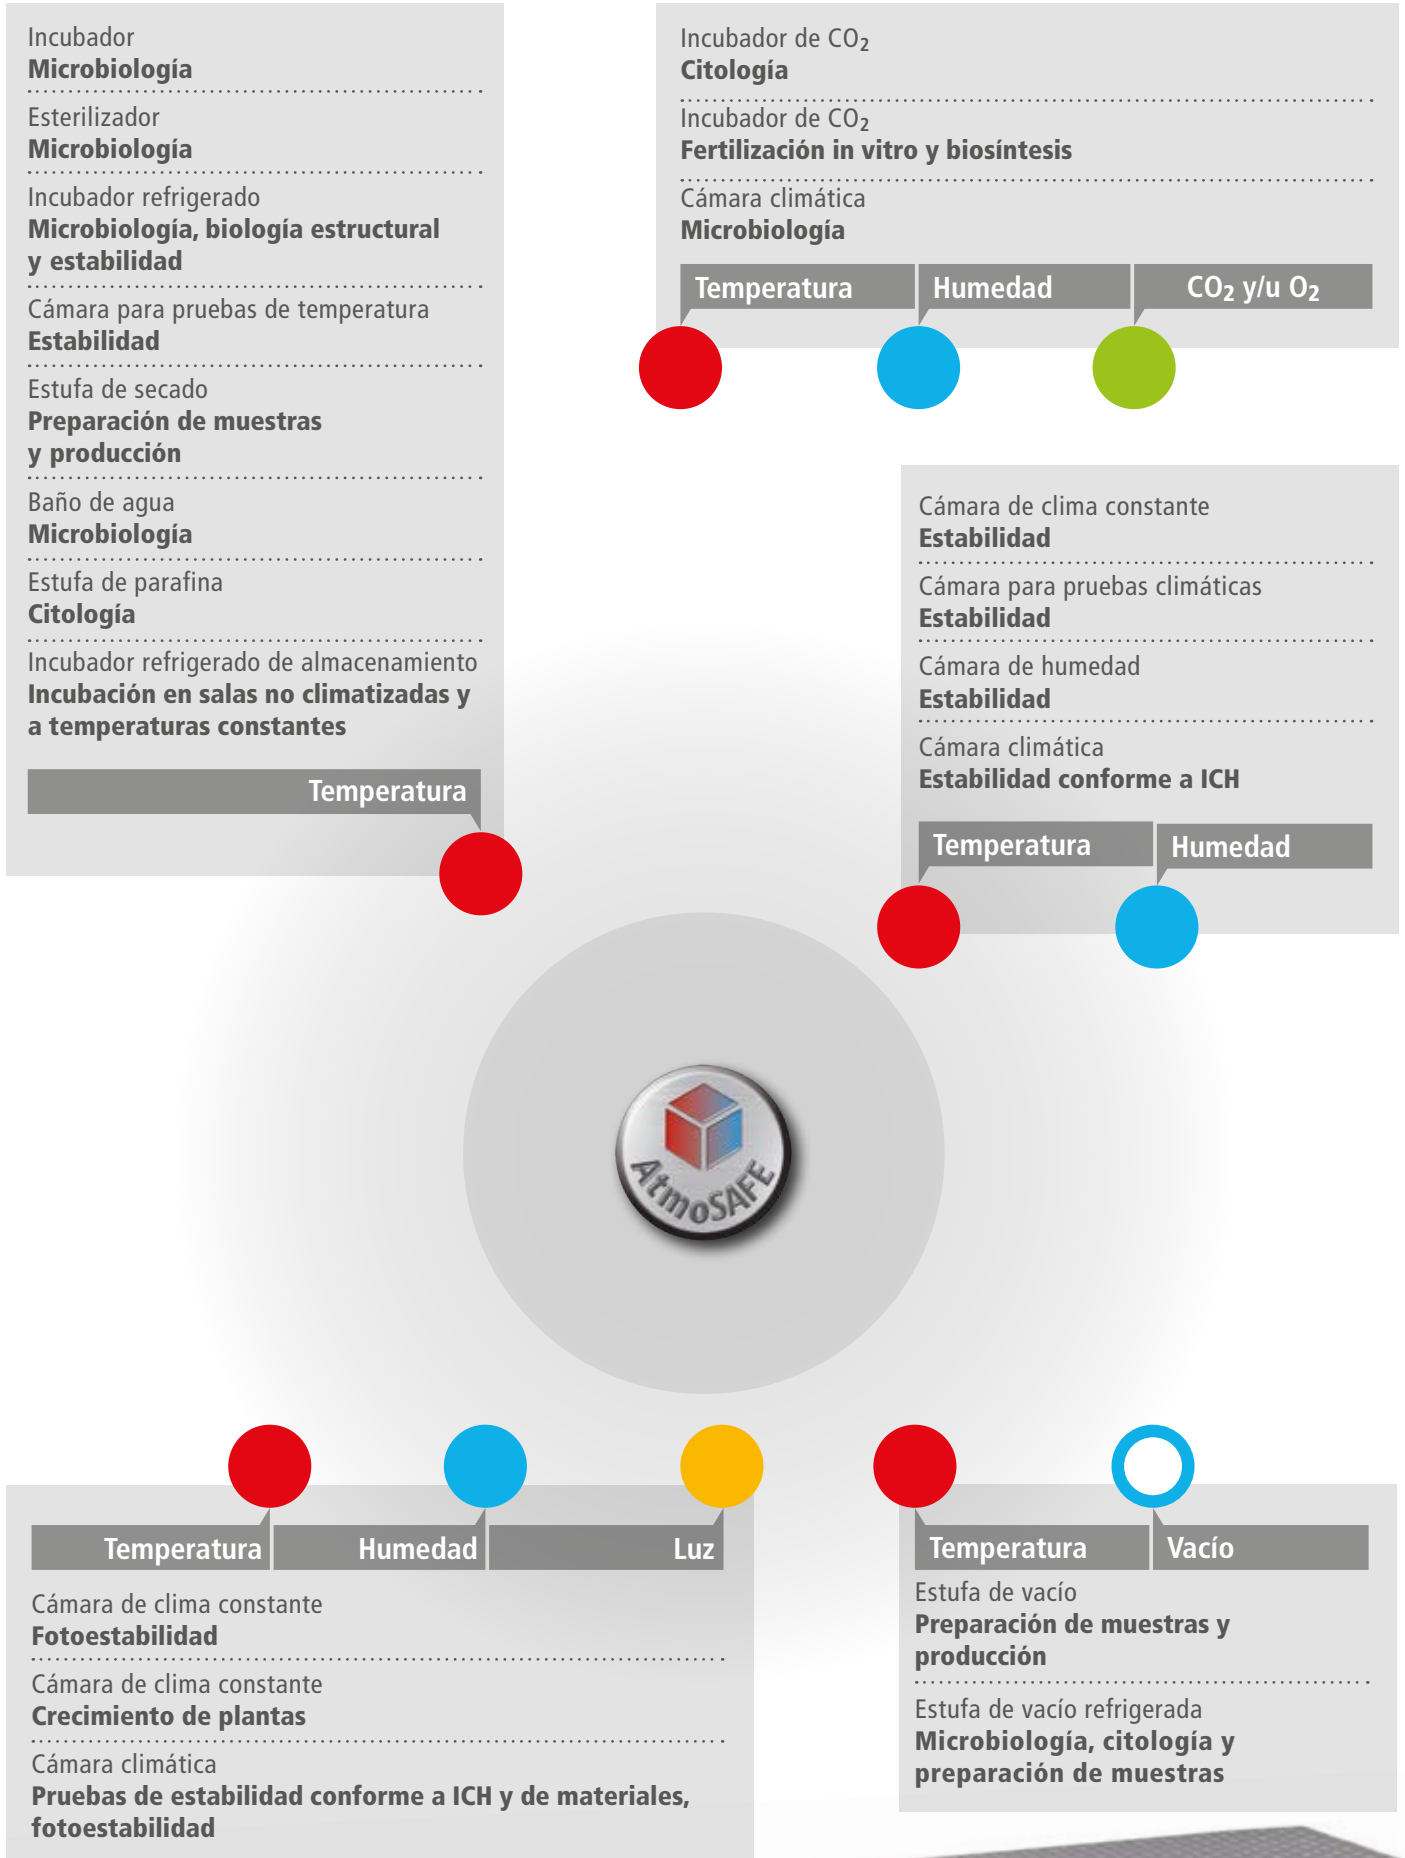 Incubador
Microbiología
Esterilizador
Microbiología
Incubador refrigerado
Microbiología, biología estructural
y estabilidad
Cámara para pruebas de temperatura
Estabilidad
Estufa de secado
Preparación de muestras
y producción
Baño de agua
Microbiología
Estufa de parafina
Citología
Incubador refrigerado de almacenamiento
Incubación en salas no climatizadas y
a temperaturas constantes
Temperatura
Incubador de CO₂
Citología
Incubador de CO₂
Fertilización in vitro y biosíntesis
Cámara climática
Microbiología
Temperatura
Humedad
CO₂ y/u O₂
Cámara de clima constante
Estabilidad
Cámara para pruebas climáticas
Estabilidad
Cámara de humedad
Estabilidad
Cámara climática
Estabilidad conforme a ICH
Temperatura
Humedad
AtmoSAFE
Temperatura
Humedad
Luz
Cámara de clima constante
Fotoestabilidad
Cámara de clima constante
Crecimiento de plantas
Cámara climática
Pruebas de estabilidad conforme a ICH y de materiales,
fotoestabilidad
Temperatura
Vacío
Estufa de vacío
Preparación de muestras y
producción
Estufa de vacío refrigerada
Microbiología, citología y
preparación de muestras